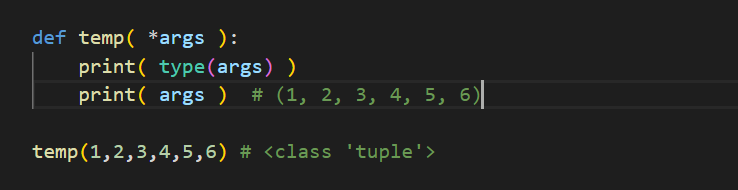 def temp( *args ):
    print( type(args) )
    print( args )  # (1, 2, 3, 4, 5, 6)
temp(1,2,3,4,5,6) # <class 'tuple'>